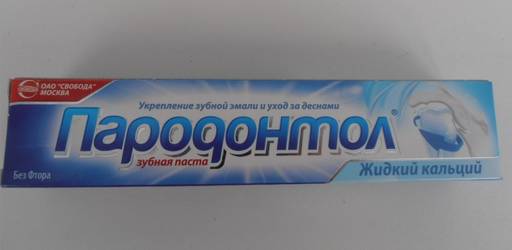 ОАО "СВОБОДА"
МОСКВА
Укрепление зубной эмали и уход за деснами
Пародонтол®
зубная паста
Без Фтора
Жидкий кальций